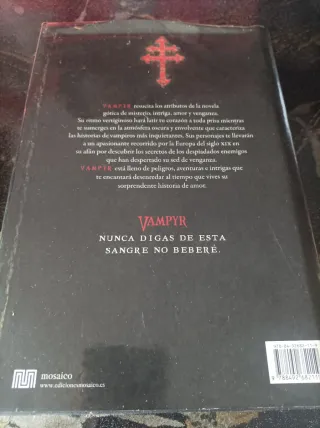 VAMPYR resucita los atributos de la novela
gótica de misterio, intriga, amor y venganza.
Su ritmo vertiginoso hará latir tu corazón a toda prisa mientras
te sumerges en la atmósfera oscura y envolvente que caracteriza
las historias de vampiros más inquietantes. Sus personajes te llevarán
a un apasionante recorrido por la Europa del siglo XIX en
su afán por descubrir los secretos de los despiadados enemigos
que han despertado su sed de venganza.
VAMPYR está lleno de peligros, aventuras e intrigas que
te encantará desenredar al tiempo que vives su
sorprendente historia de amor.
VAMPYR
NUNCA DIGAS DE ESTA
SANGRE NO BEBERÉ.
mosaico
www.edicionesmosaico.es